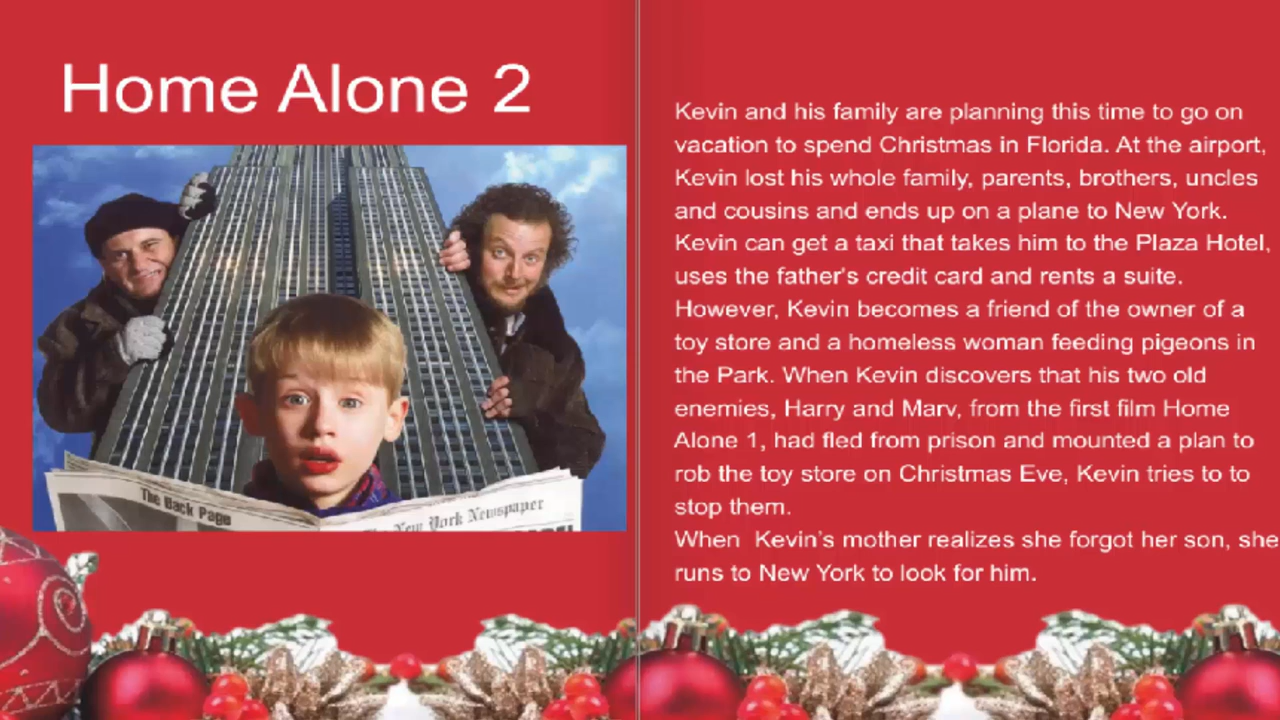 Home Alone 2
The Back Page
New York Newspaper
Kevin and his family are planning this time to go on
vacation to spend Christmas in Florida. At the airport,
Kevin lost his whole family, parents, brothers, uncles
and cousins and ends up on a plane to New York.
Kevin can get a taxi that takes him to the Plaza Hotel,
uses the father's credit card and rents a suite.
However, Kevin becomes a friend of the owner of a
toy store and a homeless woman feeding pigeons in
the Park. When Kevin discovers that his two old
enemies, Harry and Marv, from the first film Home
Alone 1, had fled from prison and mounted a plan to
rob the toy store on Christmas Eve, Kevin tries to to
stop them.
When  Kevin's mother realizes she forgot her son, she
runs to New York to look for him.